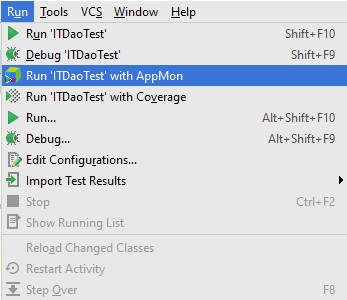 Run Tools VCS Window Help
Run 'ITDaoTest' Shift+F10
Debug 'ITDaoTest' Shift+F9
Run 'ITDaoTest' with AppMon
Run 'ITDaoTest' with Coverage
Run... Alt+Shift+F10
Debug... Alt+Shift+F9
Edit Configurations...
Import Test Results
Stop Ctrl+F2
Show Running List
Reload Changed Classes
Restart Activity
Step Over F8